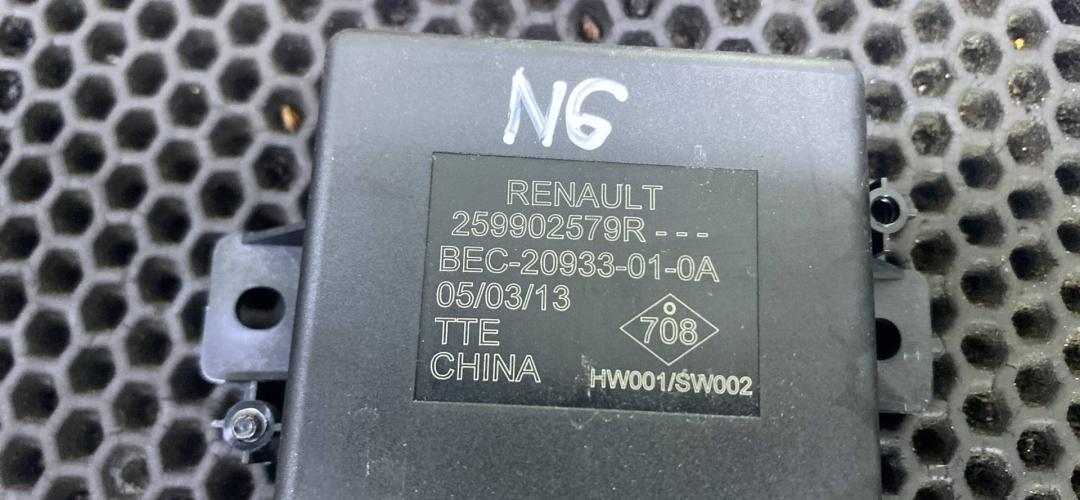 N6
RENAULT
259902579R ---
BEC-20933-01-0A
05/03/13
TTE
708
CHINA
HW001/SW002